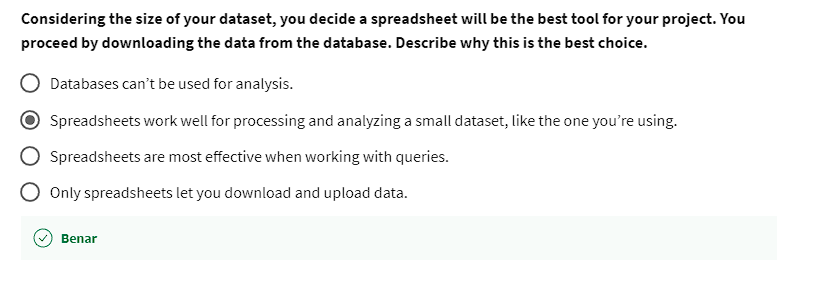 Considering the size of your dataset, you decide a spreadsheet will be the best tool for your project. You
proceed by downloading the data from the database. Describe why this is the best choice.
Databases can’t be used for analysis.
Spreadsheets work well for processing and analyzing a small dataset, like the one you’re using.
Spreadsheets are most effective when working with queries.
Only spreadsheets let you download and upload data.
Benar